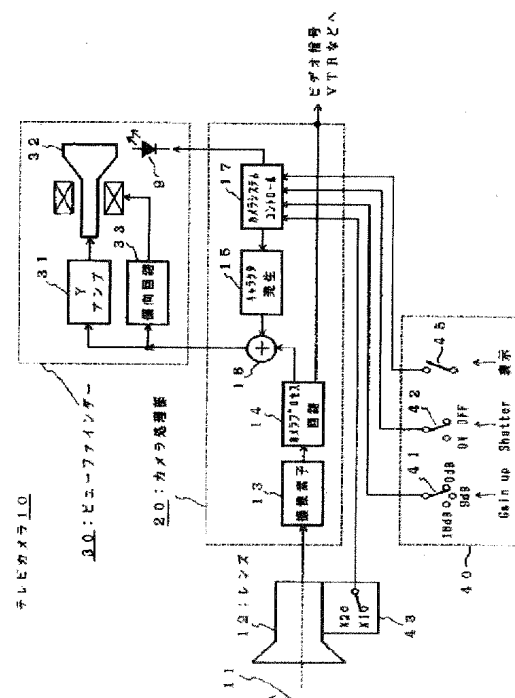 テレビカメラ10
30:ビューファインダー
31
Y
アンプ
32
33
偏向回路
9
20:カメラ処理部
16
15
キャラクタ
発生
17
カメラシステム
コントロール
14
カメラプロセス
回路
13
撮像素子
ビデオ信号
VTRなどへ
11
12:レンズ
X2@
X1@
43
40
41
18dB
9dB
0dB
Gain up
42
ON OFF
Shutter
45
表示